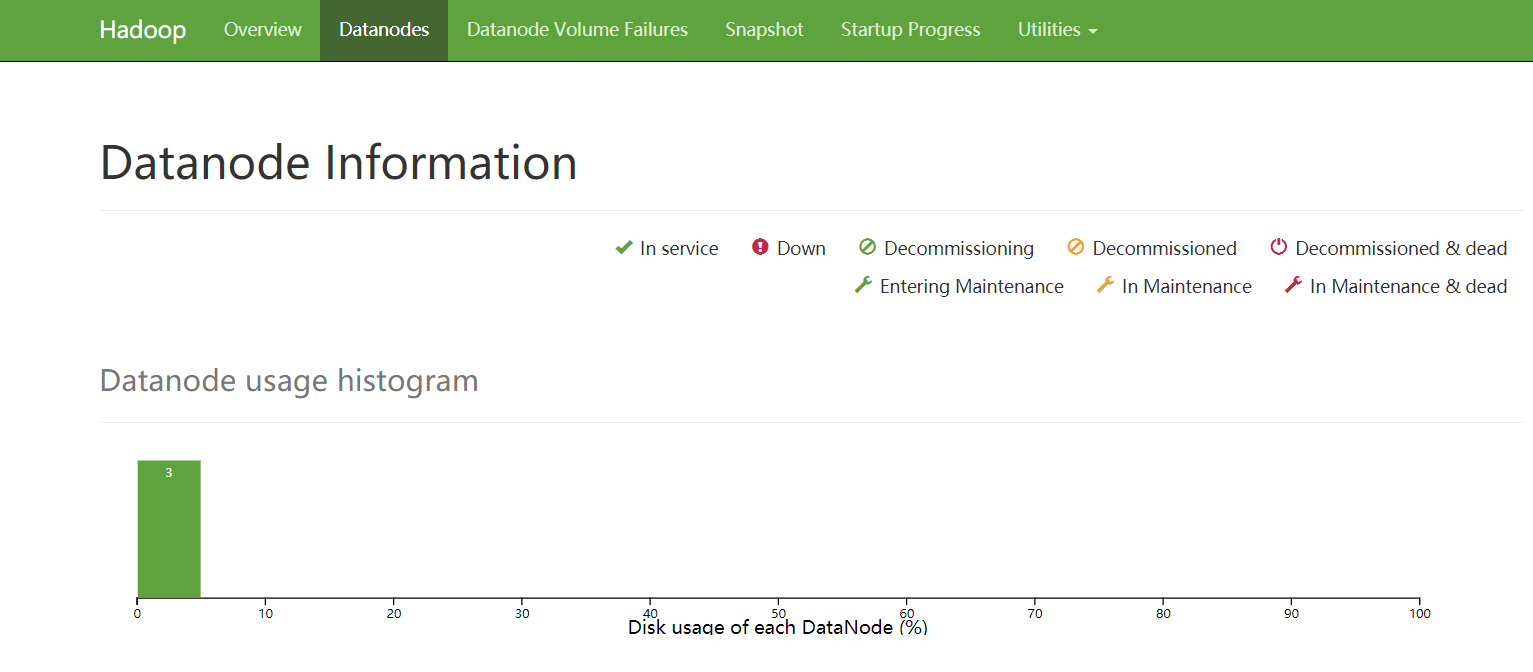 Hadoop Overview Datanodes Datanode Volume Failures Snapshot Startup Progress Utilities
Datanode Information
In service Down Decommissioning Decommissioned Decommissioned & dead
Entering Maintenance In Maintenance In Maintenance & dead
Datanode usage histogram
3
0 10 20 30 40 50 60 70 80 90 100
Disk usage of each DataNode (%)